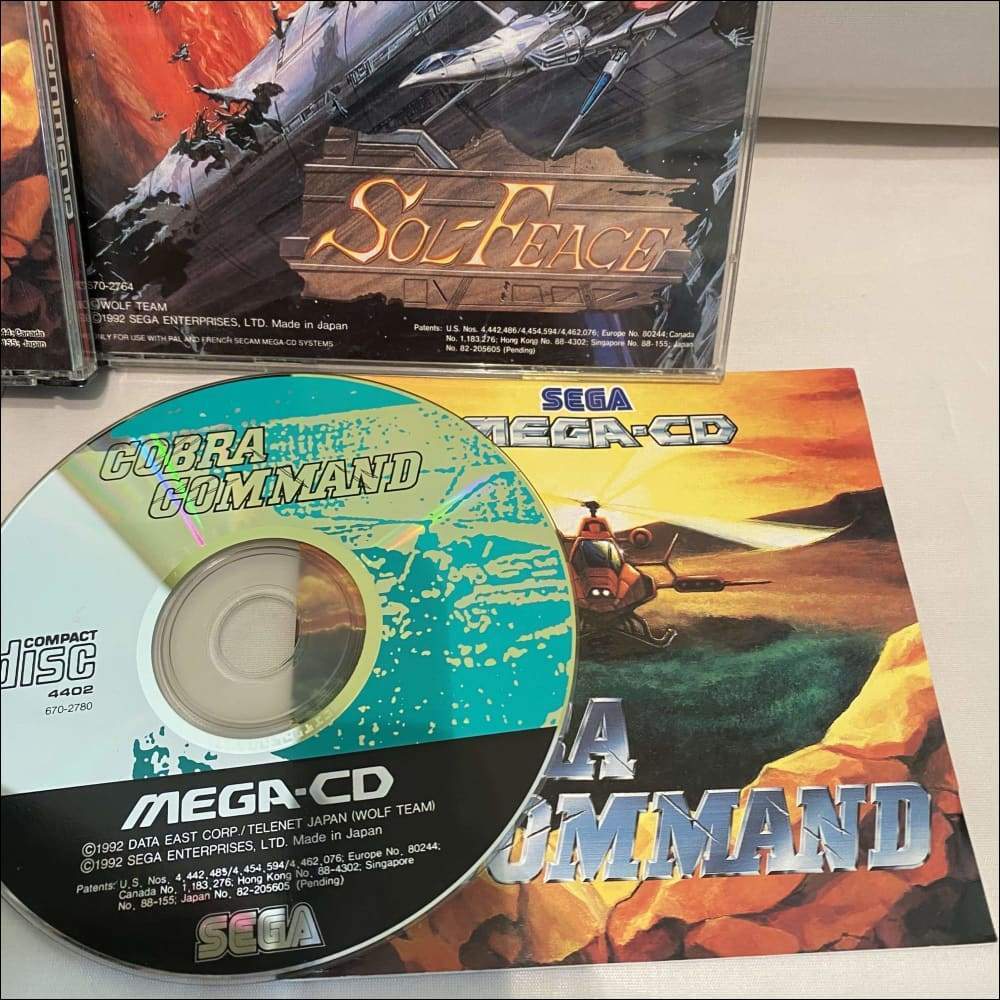 COMMAND
SOL-FEACE
670-2764
WOLF TEAM
©1992 SEGA ENTERPRISES, LTD. Made in Japan
FOR USE WITH PAL AND FRENCH SECAM MEGA-CD SYSTEMS
Patents: U.S. Nos. 4,442,486/4,454,594/4,462,076; Europe No. 80244; Canada
No. 1,183,276; Hong Kong No. 88-4302; Singapore No. 88-155; Japan
No. 82-205605 (Pending)
44; Canada
155; Japan
SEGA
MEGA-CD
COBRA
COMMAND
COMPACT
disc
4402
670-2780
MEGA-CD
©1992 DATA EAST CORP./TELENET JAPAN (WOLF TEAM)
©1992 SEGA ENTERPRISES, LTD. Made in Japan
Patents: U.S. Nos. 4,442,486/4,454,594/4,462,076; Europe No. 80244;
Canada No. 1,183,276; Hong Kong No. 88-4302; Singapore
No. 88-155; Japan No. 82-205605 (Pending)
SEGA
RA
OMMAND